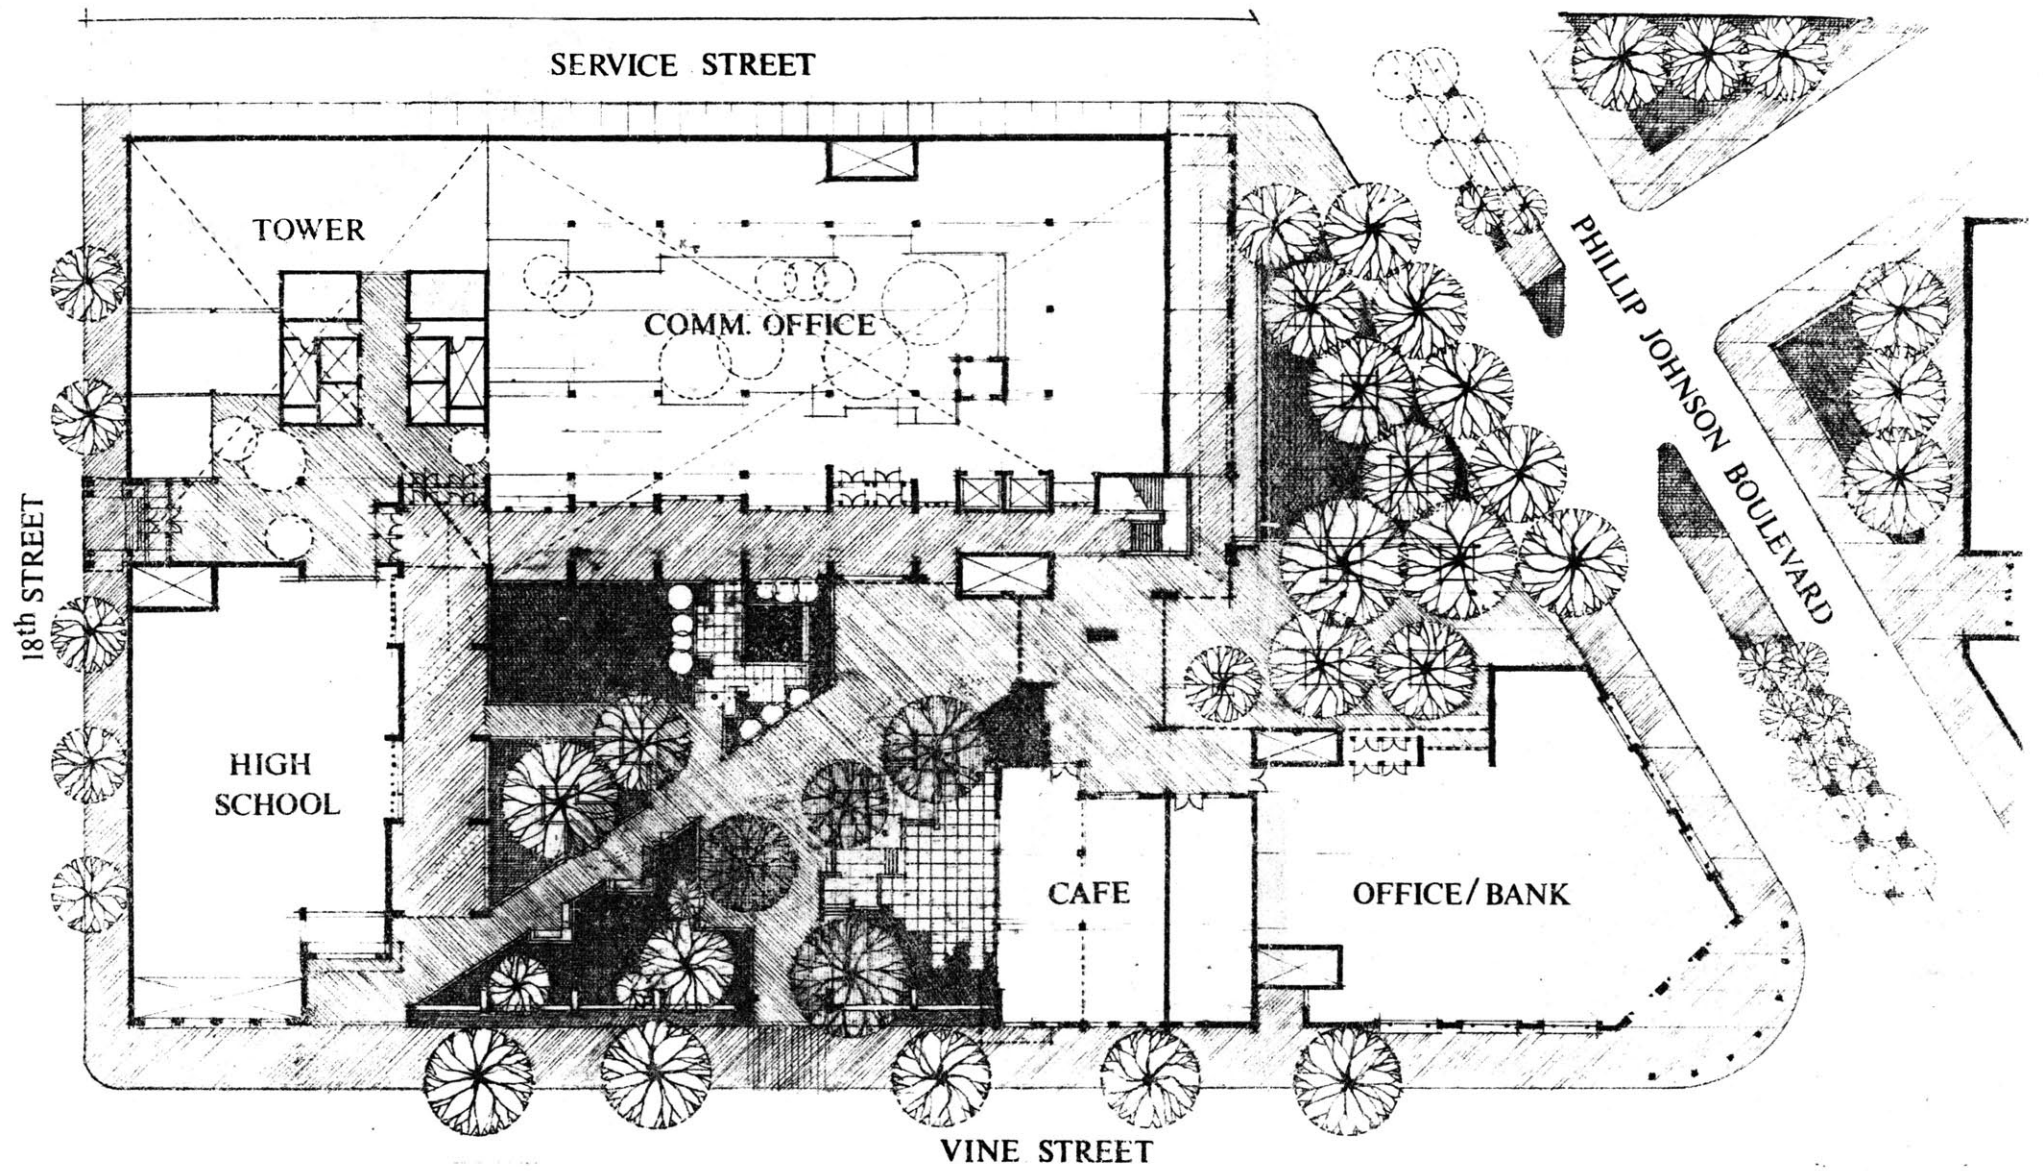 SERVICE STREET
TOWER
COMM. OFFICE
PHILLIP JOHNSON BOULEVARD
18th STREET
HIGH
SCHOOL
CAFE
OFFICE/BANK
VINE STREET